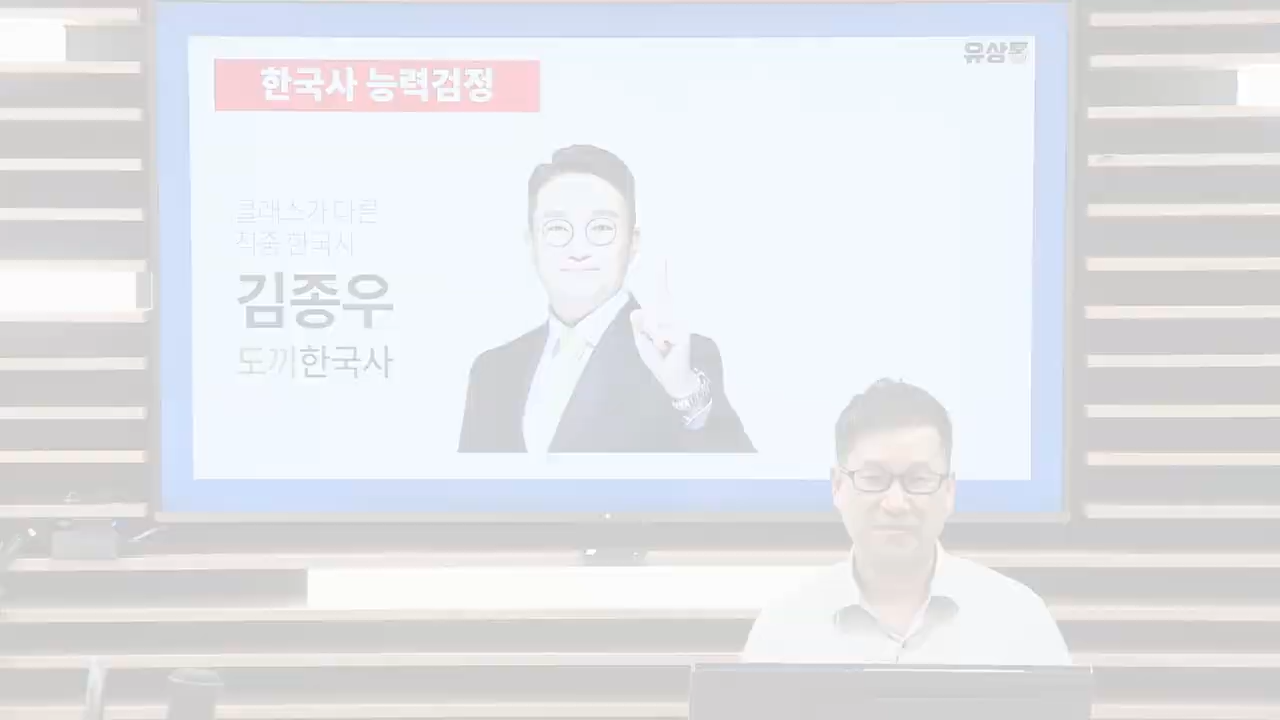 유상통
한국사 능력검정
클래스가 다른
적중 한국사
김종우
도끼한국사